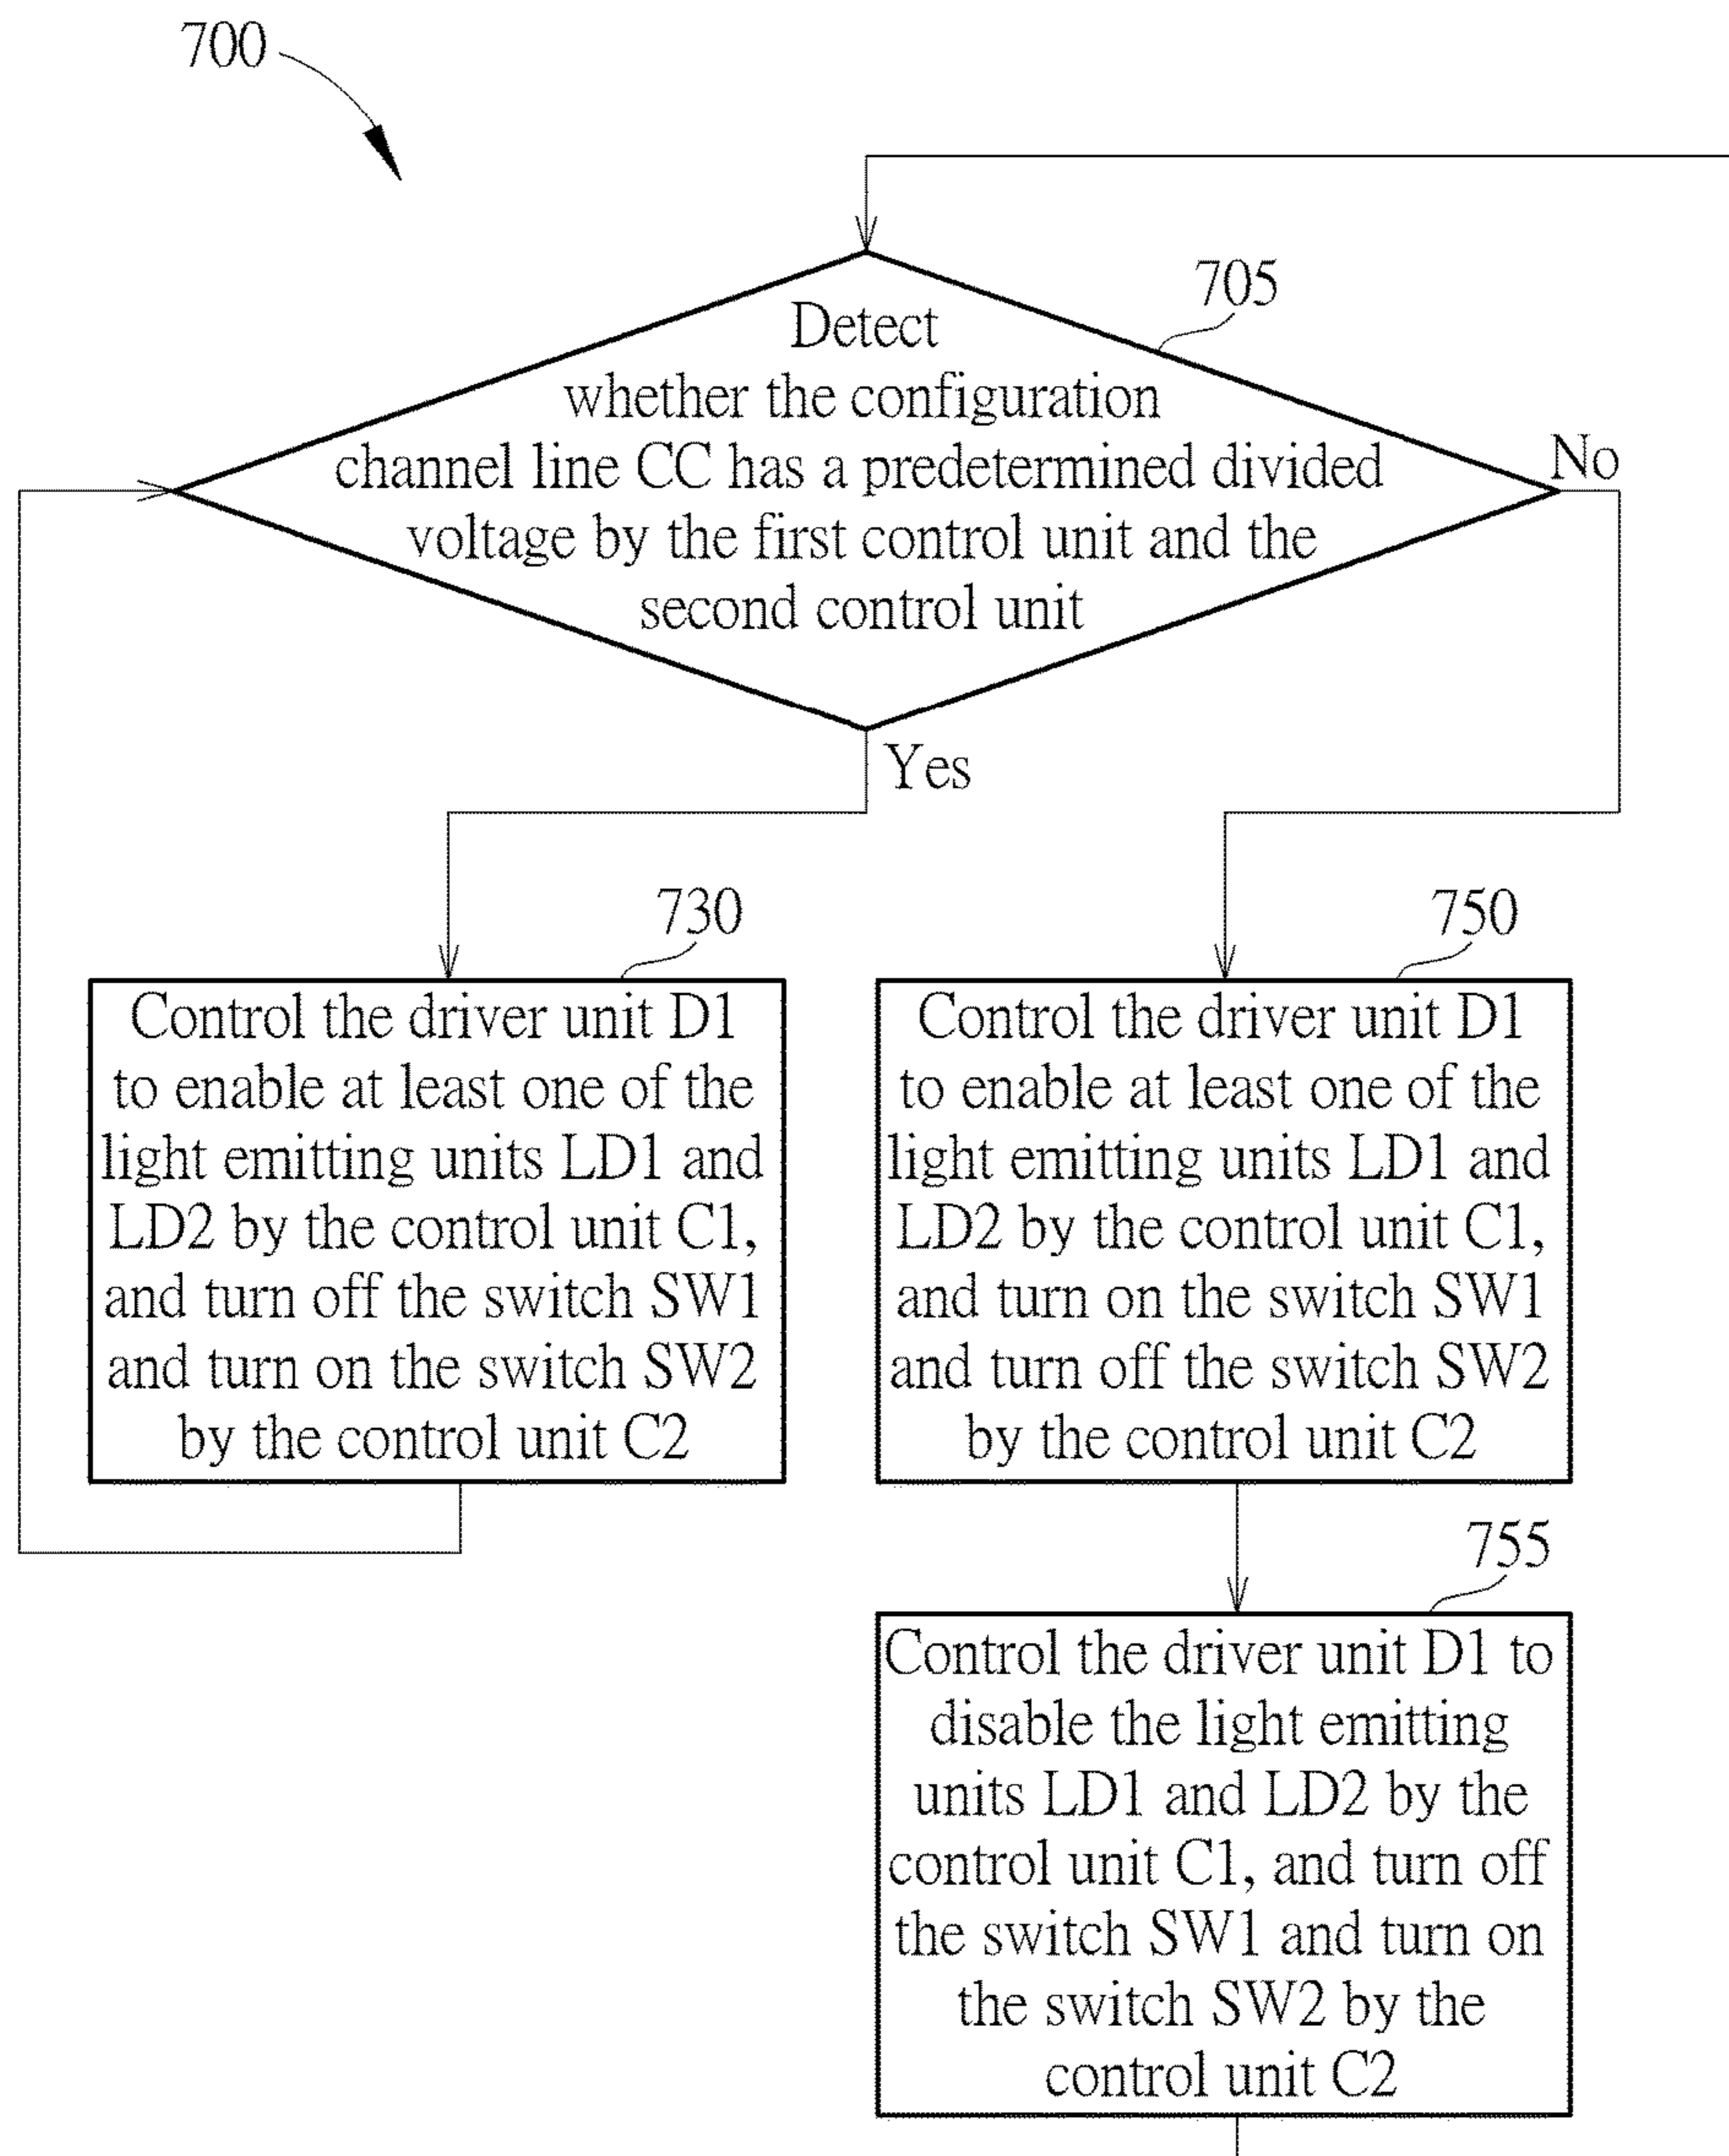 700
705
Detect
whether the configuration
channel line CC has a predetermined divided
voltage by the first control unit and the
second control unit
No
Yes
730
Control the driver unit D1
to enable at least one of the
light emitting units LD1 and
LD2 by the control unit C1,
and turn off the switch SW1
and turn on the switch SW2
by the control unit C2
750
Control the driver unit D1
to enable at least one of the
light emitting units LD1 and
LD2 by the control unit C1,
and turn on the switch SW1
and turn off the switch SW2
by the control unit C2
755
Control the driver unit D1 to
disable the light emitting
units LD1 and LD2 by the
control unit C1, and turn off
the switch SW1 and turn on
the switch SW2 by the
control unit C2